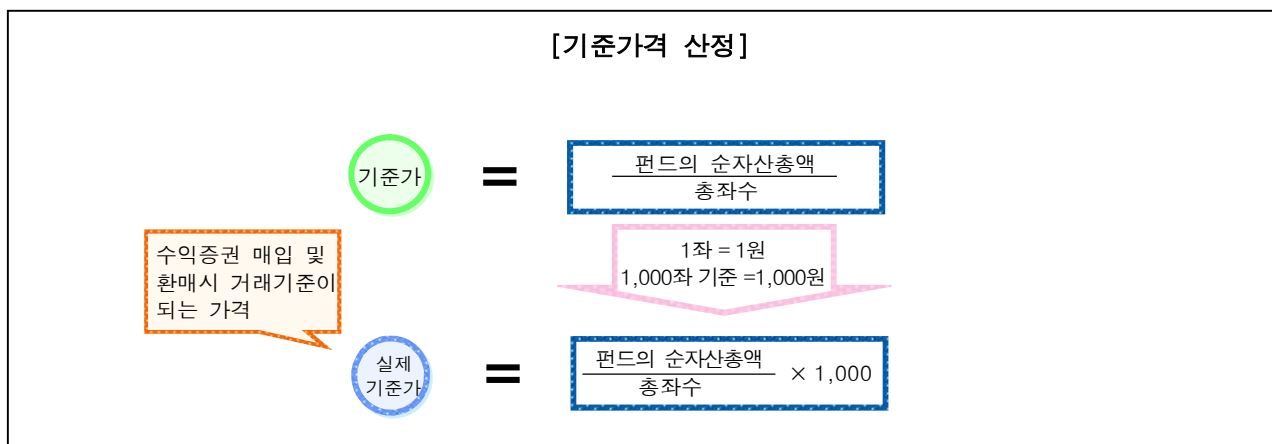 [기준가격 산정]
기준가
=
펀드의 순자산총액
총좌수
수익증권 매입 및
환매시 거래기준이
되는 가격
1좌 = 1원
1,000좌 기준 =1,000원
실제
기준가
=
펀드의 순자산총액
총좌수
× 1,000